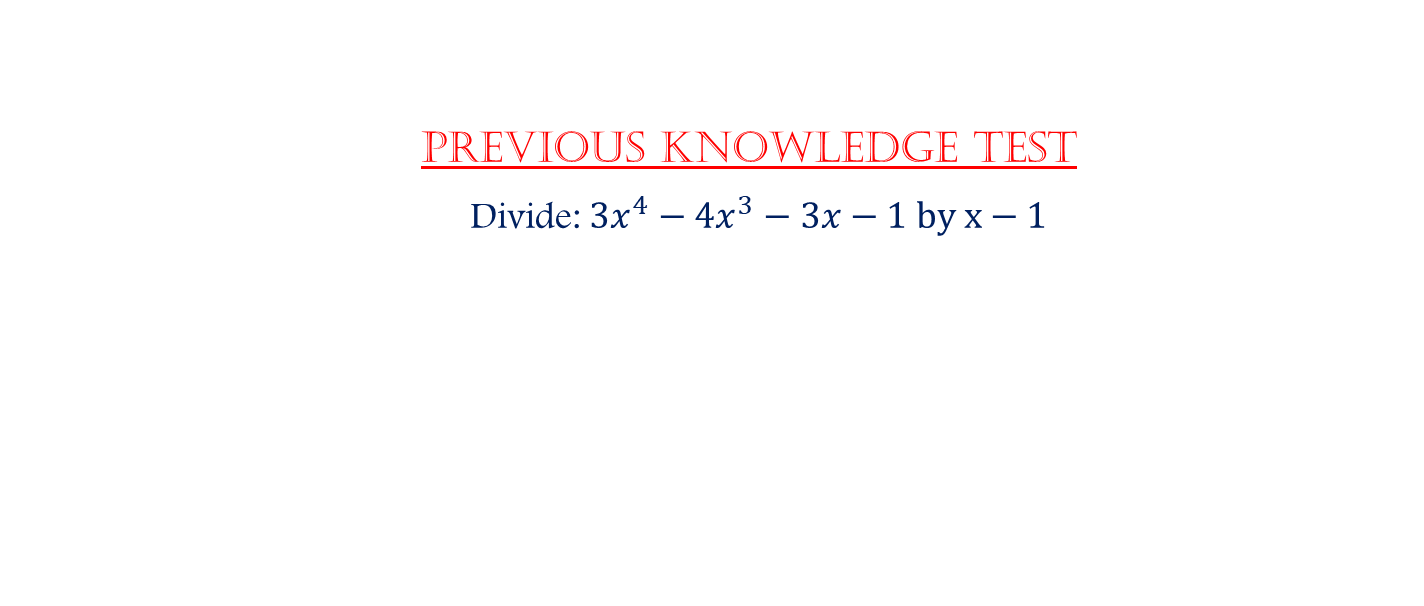 PREVIOUS KNOWLEDGE TEST
Divide: 3x⁴ − 4x³ − 3x − 1 by x − 1